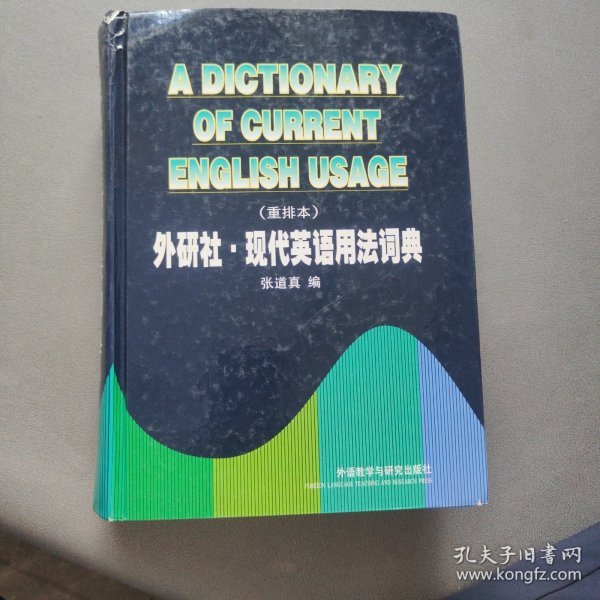 A DICTIONARY
OF CURRENT
ENGLISH USAGE
(重排本)
外研社·现代英语用法词典
张道真 编
外语教学与研究出版社
FOREIGN LANGUAGE TEACHING AND RESEARCH PRESS
孔夫子旧书网
www.kongfz.com